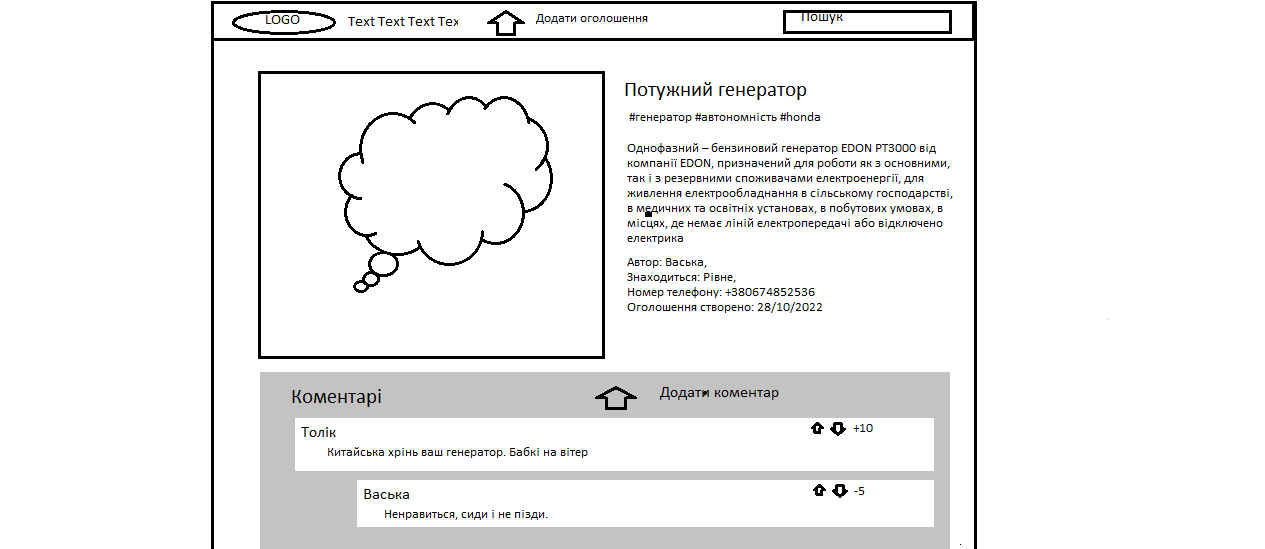 LOGO
Text Text Text Tex
Додати оголошення
Пошук
Потужний генератор
#генератор #автономність #honda
Однофазний – бензиновий генератор EDON PT3000 від
компанії EDON, призначений для роботи як з основними,
так і з резервними споживачами електроенергії, для
живлення електрообладнання в сільському господарстві,
в медичних та освітніх установах, в побутових умовах, в
місцях, де немає ліній електропередачі або відключено
електрика
Автор: Васька,
Знаходиться: Рівне,
Номер телефону: +380674852536
Оголошення створено: 28/10/2022
Коментарі
Додати коментар
Толік
+10
Китайська хрінь ваш генератор. Бабкі на вітер
Васька
-5
Ненравиться, сиди і не пізди.